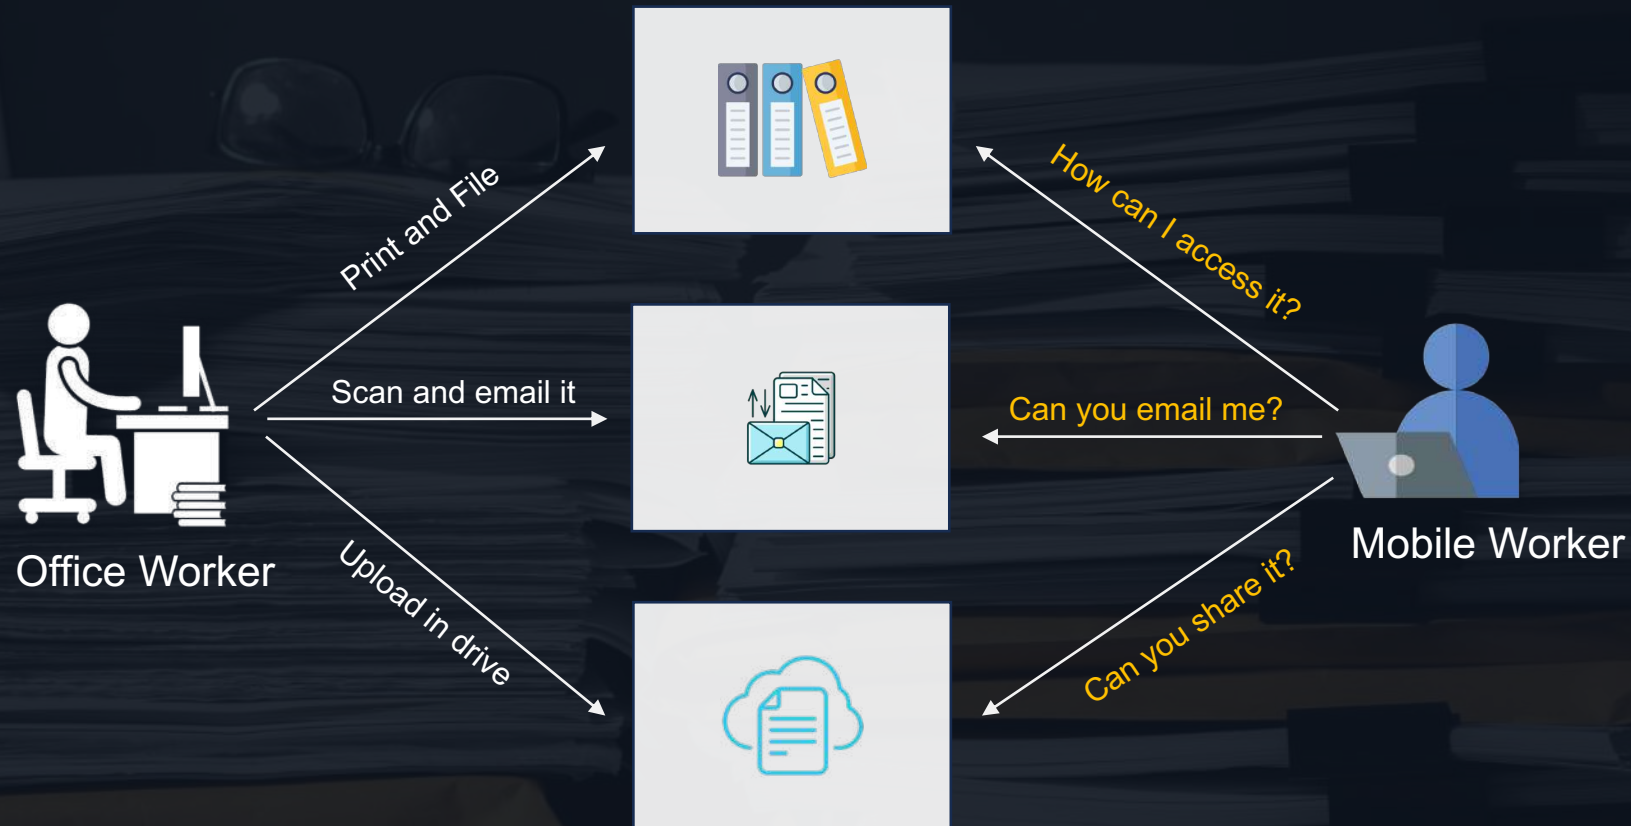 Print and File
How can I access it?
Scan and email it
Can you email me?
Office Worker
Mobile Worker
Upload in drive
Can you share it?